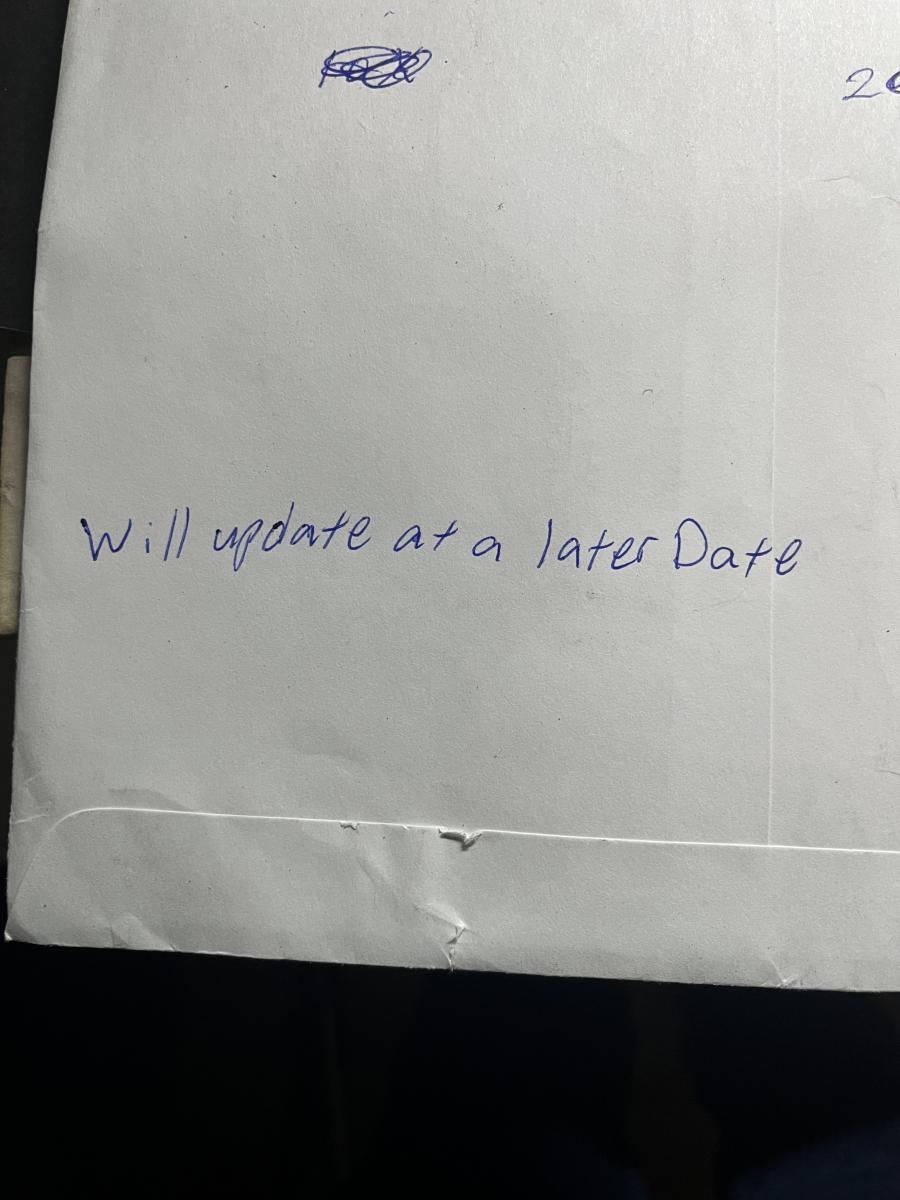 Will update at a later Date